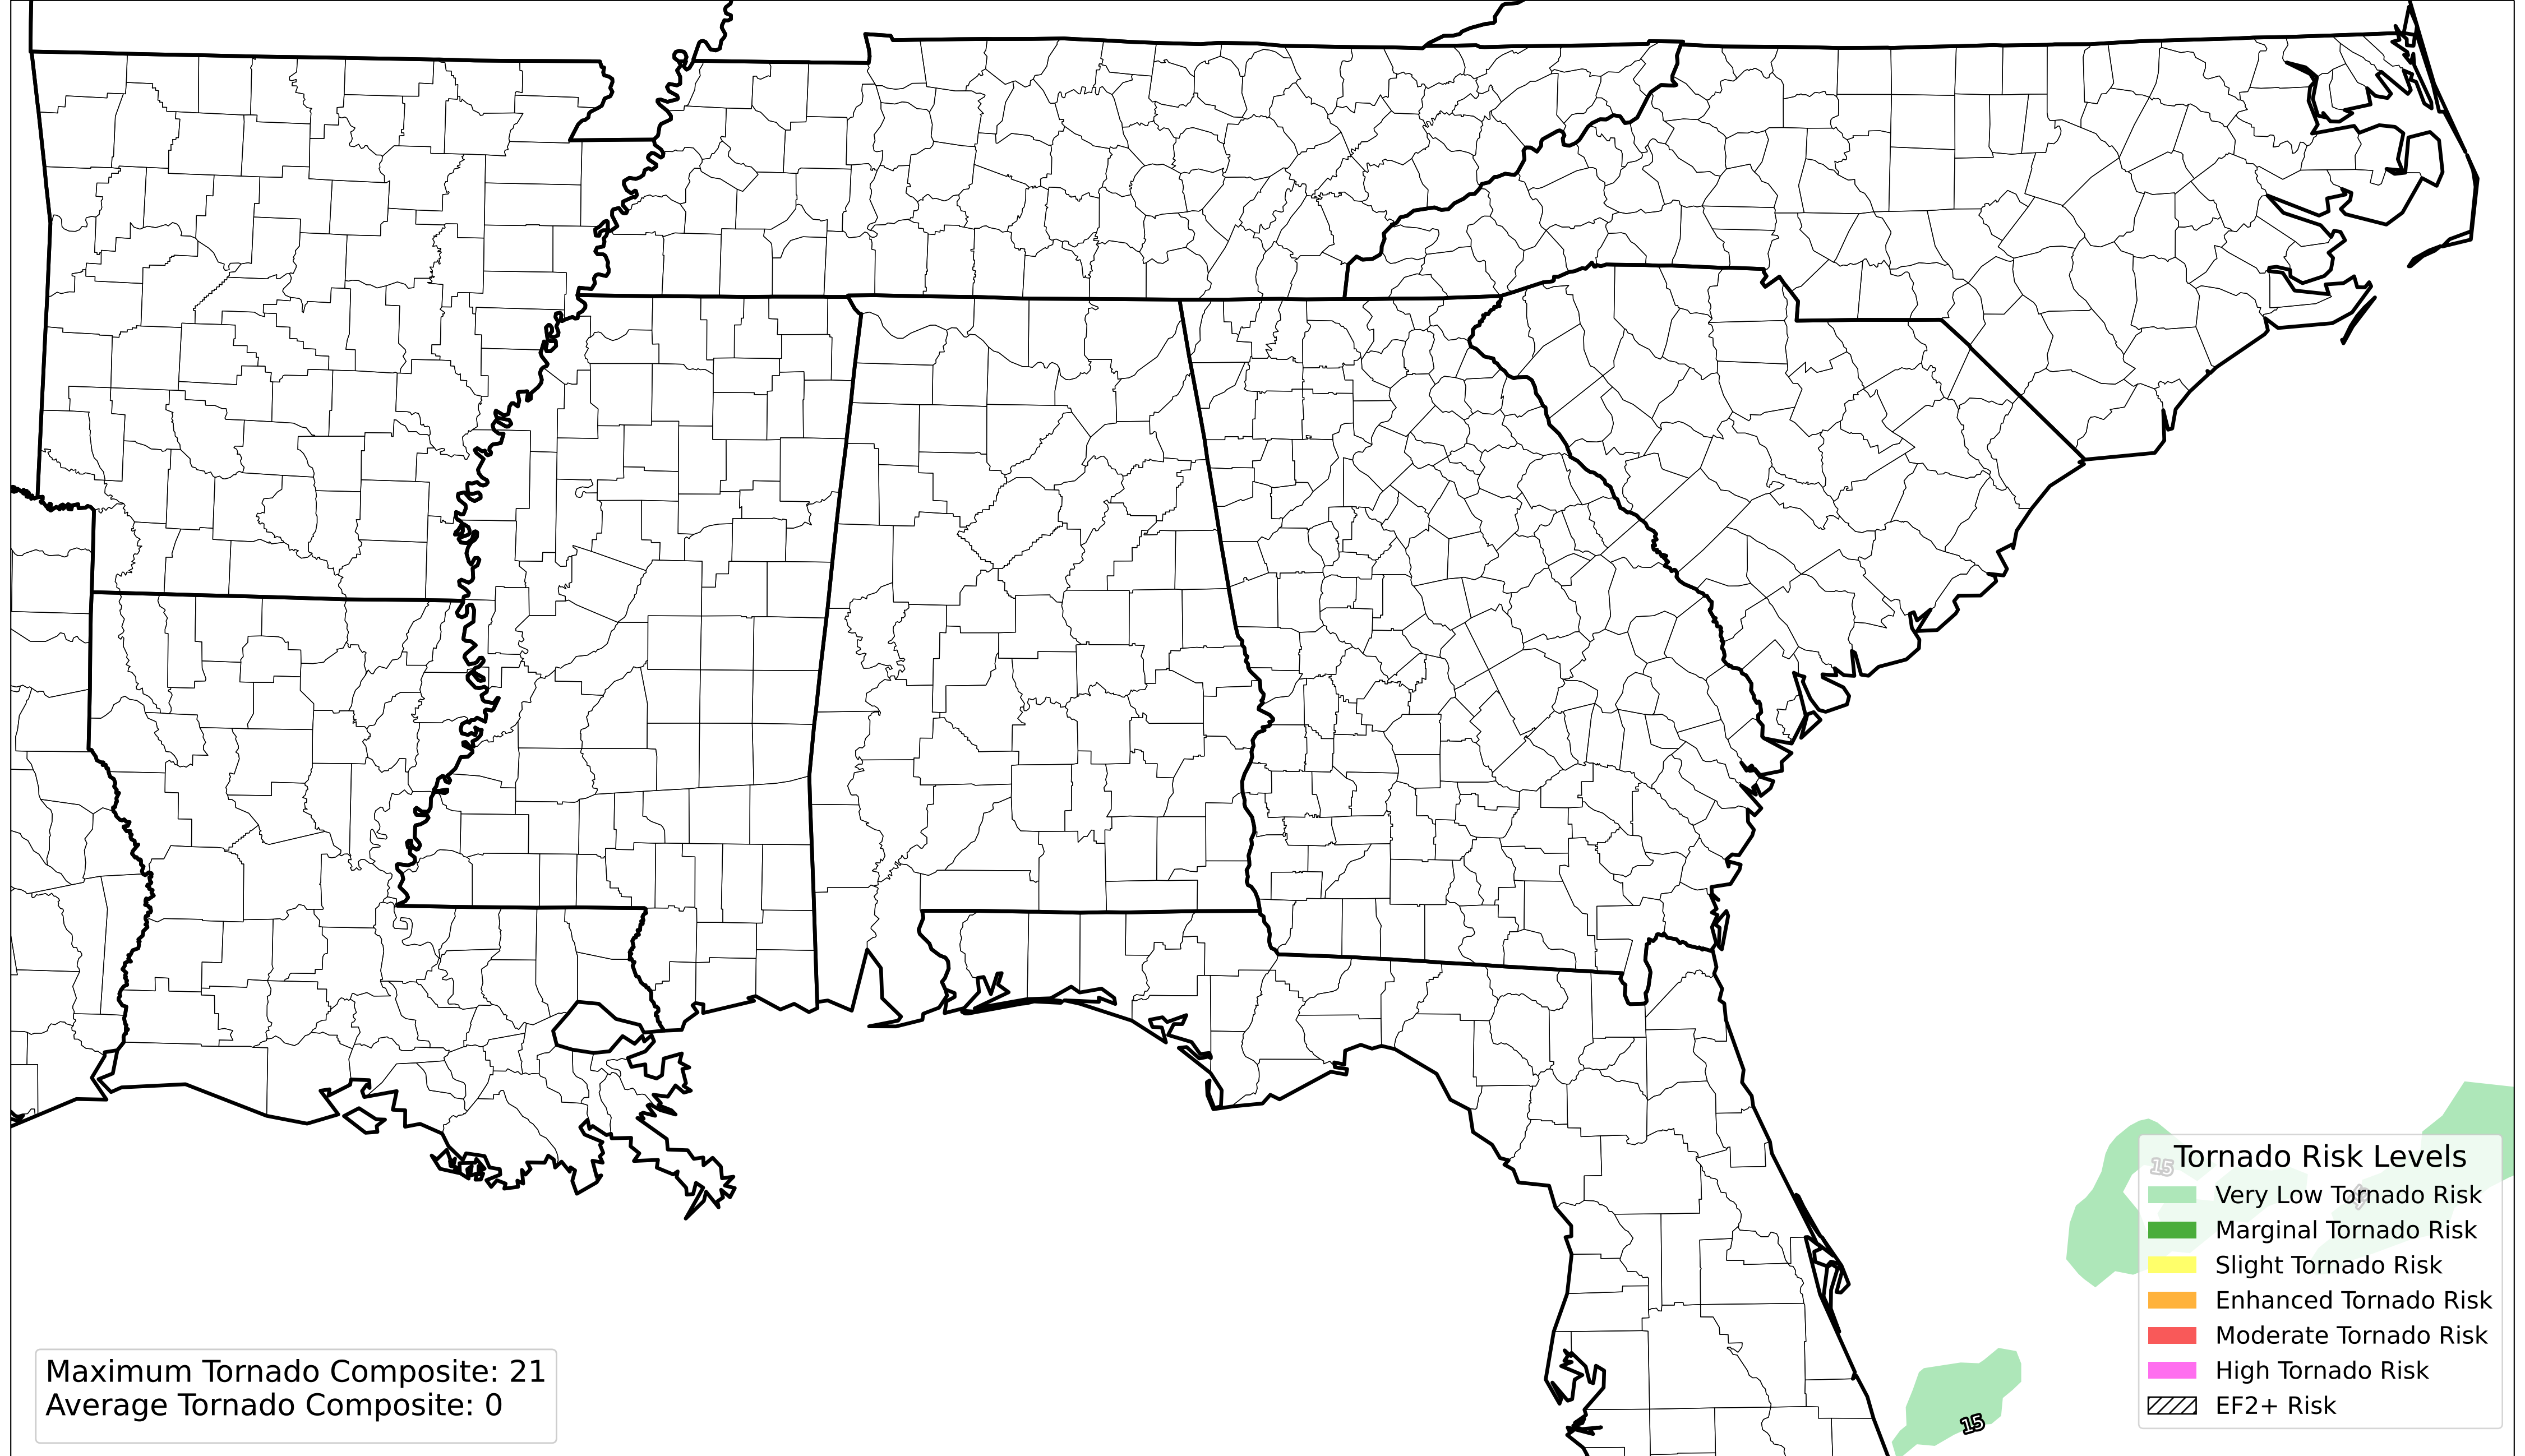 15
Tornado Risk Levels
Very Low Tornado Risk
Marginal Tornado Risk
Slight Tornado Risk
Enhanced Tornado Risk
Moderate Tornado Risk
High Tornado Risk
EF2+ Risk
Maximum Tornado Composite: 21
Average Tornado Composite: 0
15